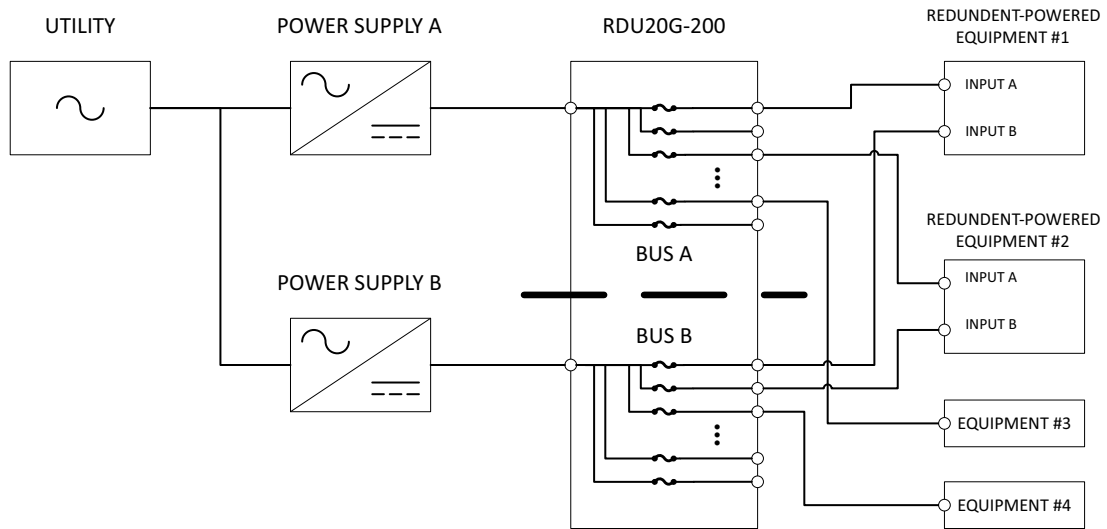 UTILITY
POWER SUPPLY A
RDU20G-200
REDUNDENT-POWERED
EQUIPMENT #1
INPUT A
INPUT B
REDUNDENT-POWERED
EQUIPMENT #2
BUS A
INPUT A
POWER SUPPLY B
INPUT B
BUS B
EQUIPMENT #3
EQUIPMENT #4